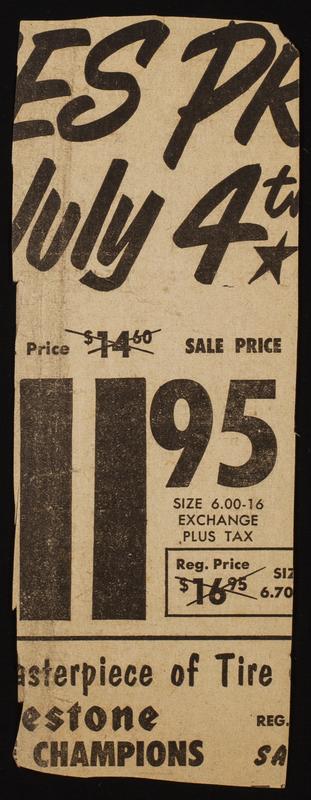 ES PR
July 4th
Price $14.60 SALE PRICE
11 95
SIZE 6.00-16
EXCHANGE
PLUS TAX
Reg. Price
$16.95 SIZ
6.70
asterpiece of Tire
estone REG.
CHAMPIONS SA